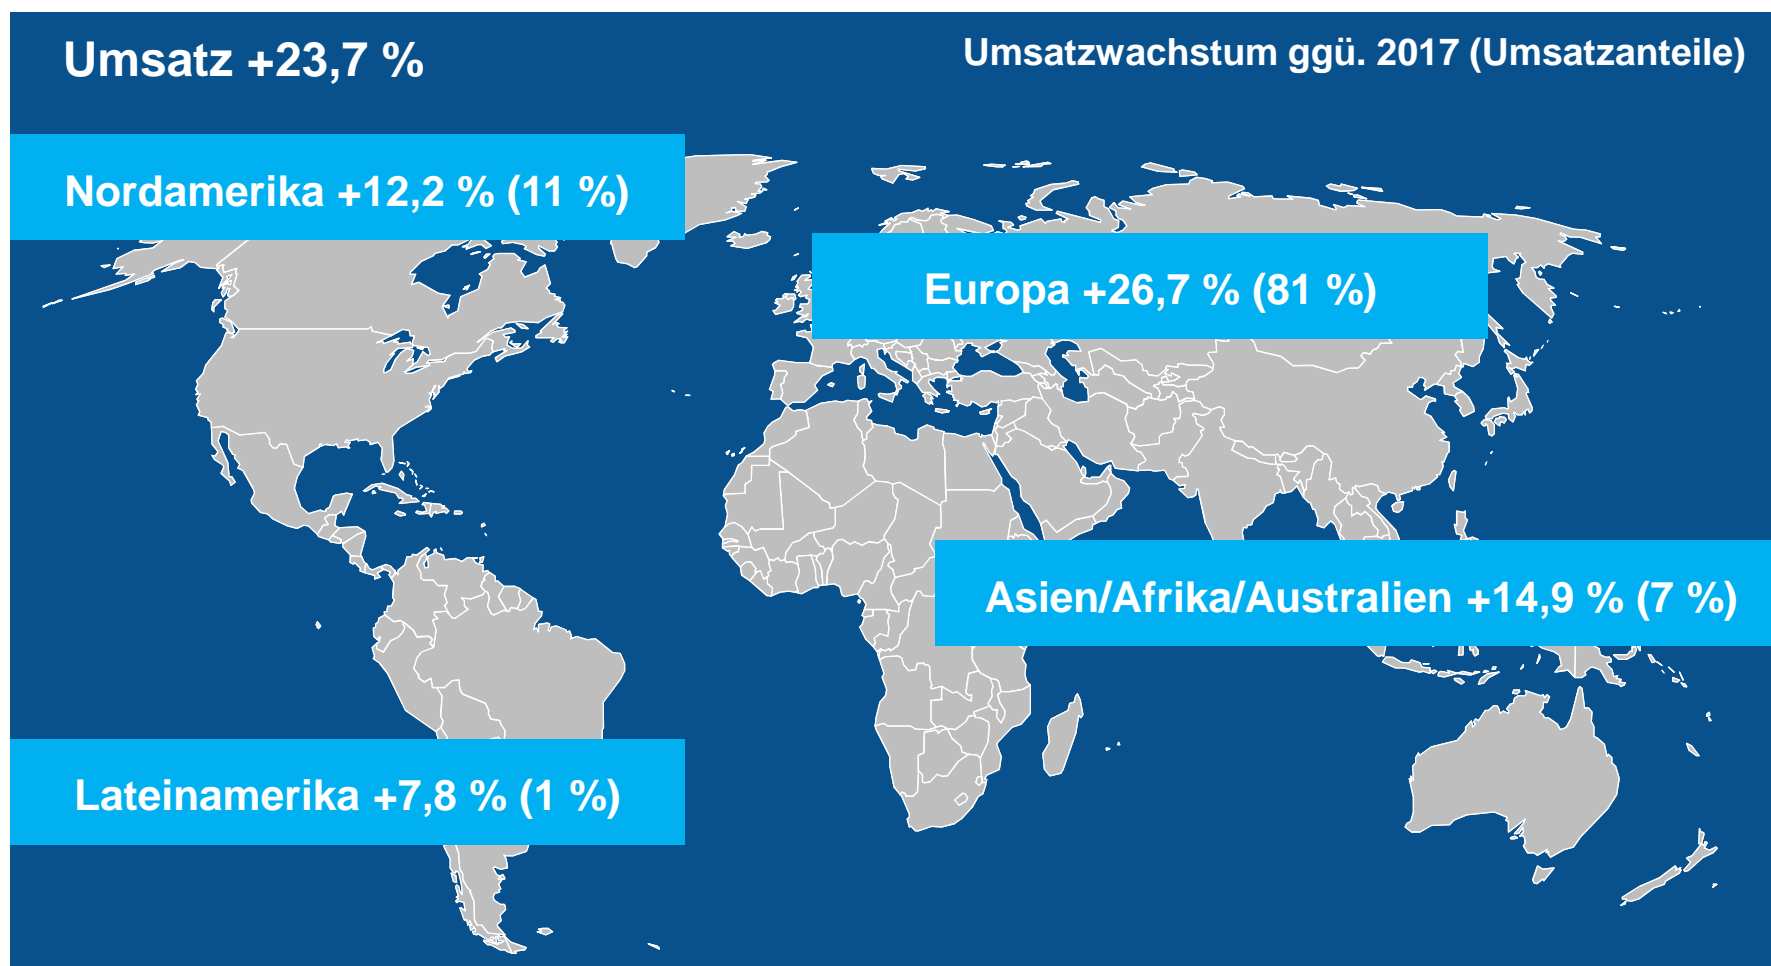 Umsatz +23,7 %
Umsatzwachstum ggü. 2017 (Umsatzanteile)
Nordamerika +12,2 % (11 %)
Europa +26,7 % (81 %)
Asien/Afrika/Australien +14,9 % (7 %)
Lateinamerika +7,8 % (1 %)